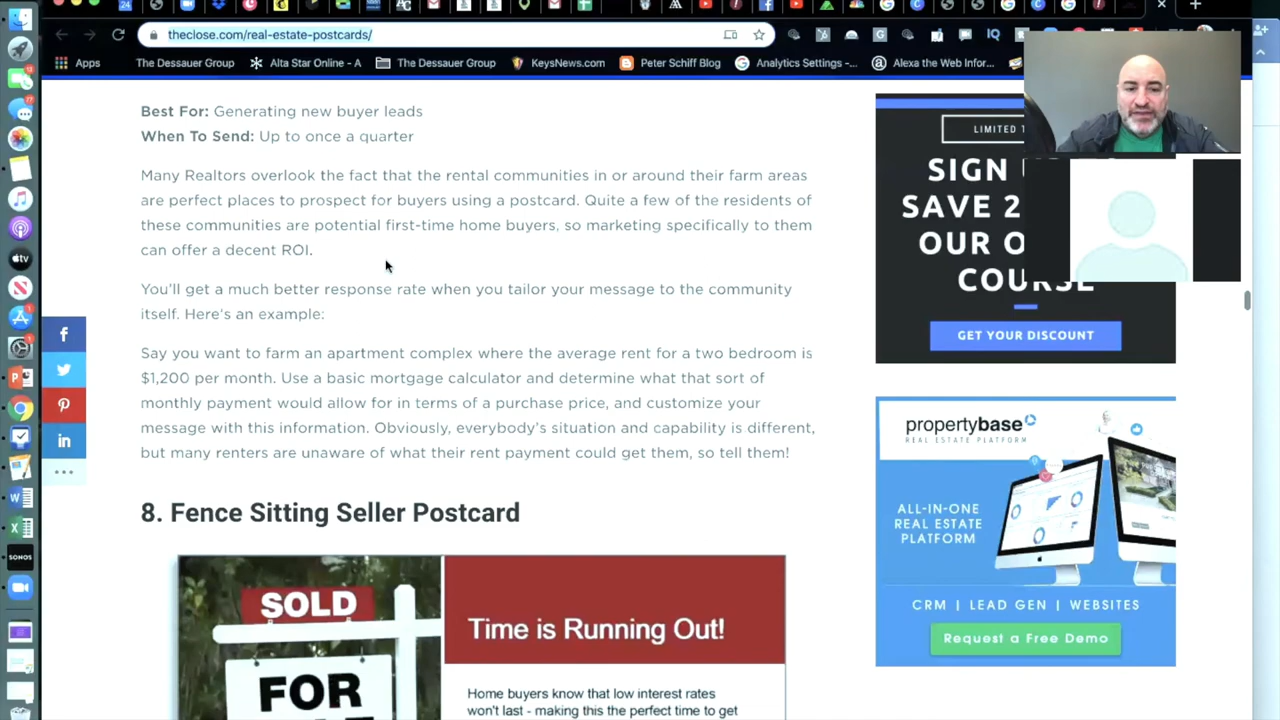 theclose.com/real-estate-postcards/
Apps
The Dessauer Group
Alta Star Online - A
The Dessauer Group
KeysNews.com
Peter Schiff Blog
Analytics Settings -...
Alexa the Web Infor...
Best For: Generating new buyer leads
When To Send: Up to once a quarter
Many Realtors overlook the fact that the rental communities in or around their farm areas
are perfect places to prospect for buyers using a postcard. Quite a few of the residents of
these communities are potential first-time home buyers, so marketing specifically to them
can offer a decent ROI.
You'll get a much better response rate when you tailor your message to the community
itself. Here's an example:
Say you want to farm an apartment complex where the average rent for a two bedroom is
$1,200 per month. Use a basic mortgage calculator and determine what that sort of
monthly payment would allow for in terms of a purchase price, and customize your
message with this information. Obviously, everybody's situation and capability is different,
but many renters are unaware of what their rent payment could get them, so tell them!
8. Fence Sitting Seller Postcard
SOLD
FOR
Time is Running Out!
Home buyers know that low interest rates
won't last - making this the perfect time to get
LIMITED
SIGN
SAVE 2
OUR
COURSE
GET YOUR DISCOUNT
propertybase
REAL ESTATE PLATFORM
ALL-IN-ONE
REAL ESTATE
PLATFORM
CRM | LEAD GEN | WEBSITES
Request a Free Demo
tv
SONOS